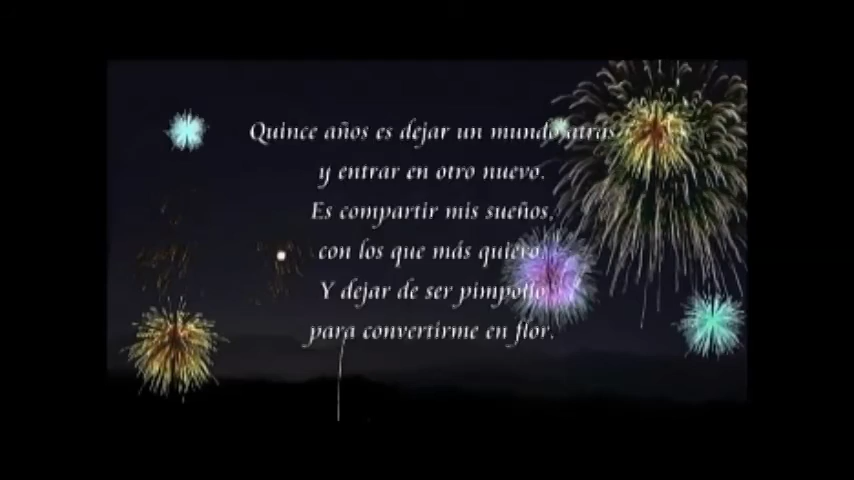 Quince años es dejar un mundo atrás
y entrar en otro nuevo.
Es compartir mis sueños,
con los que más quiero.
Y dejar de ser pimpollo
para convertirme en flor.